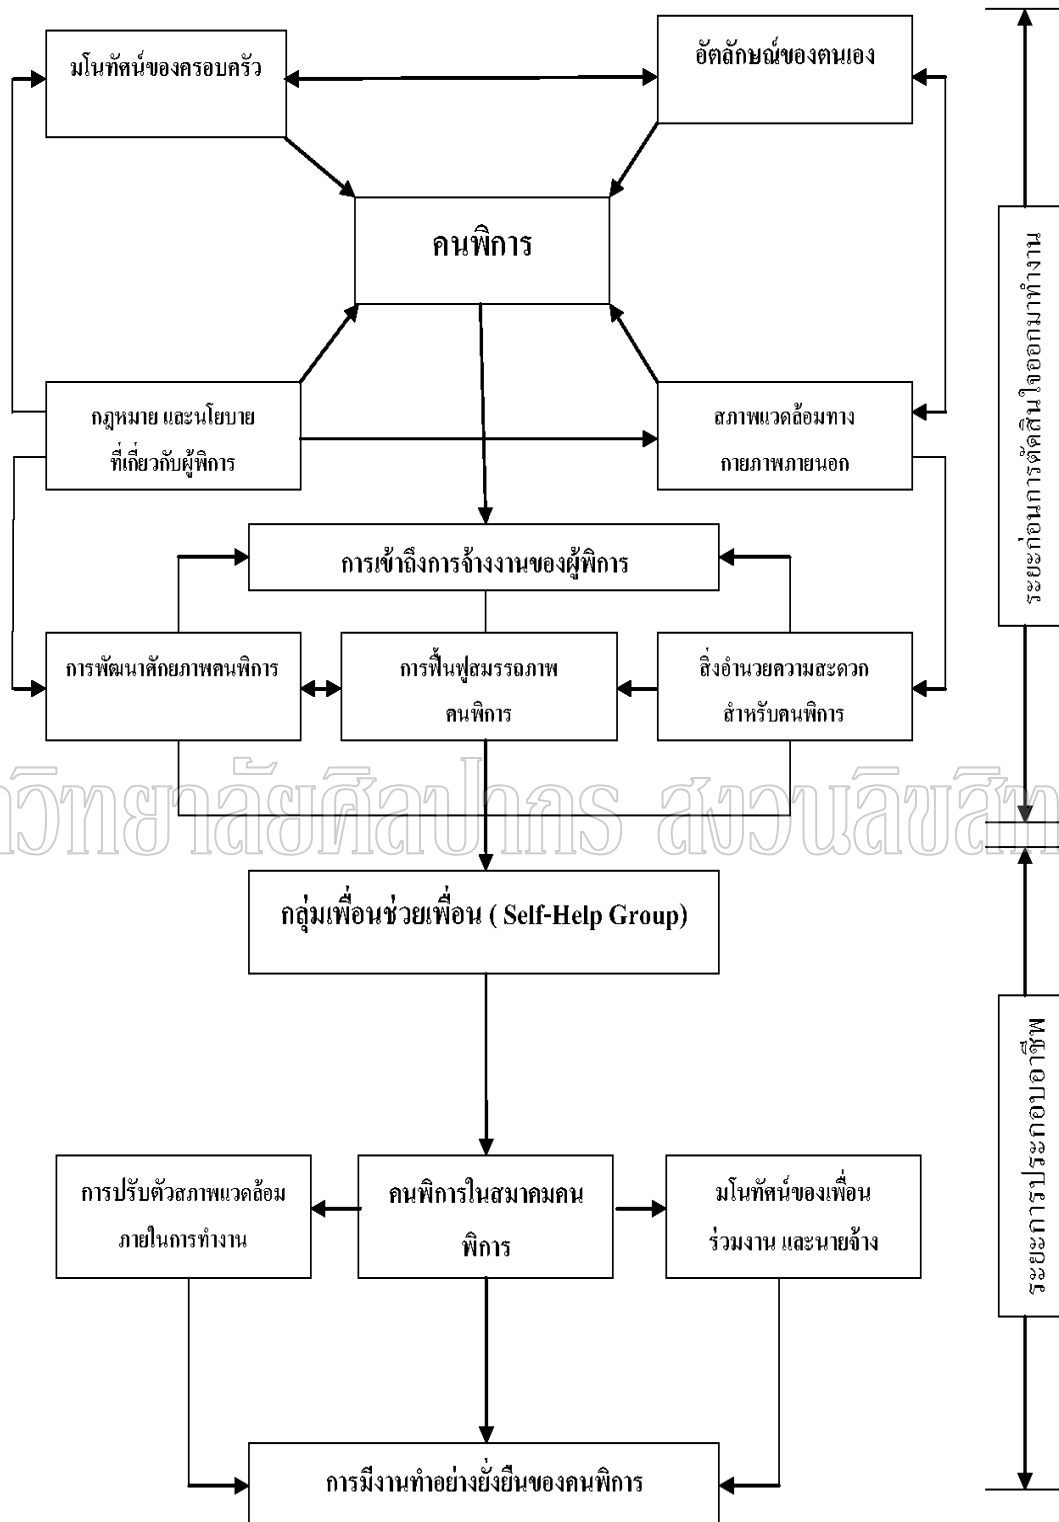 มโนทัศน์ของครอบครัว
อัตลักษณ์ของตนเอง
คนพิการ
กฎหมาย และนโยบาย
ที่เกี่ยวกับผู้พิการ
สภาพแวดล้อมทาง
กายภาพภายนอก
การเข้าถึงการจ้างงานของผู้พิการ
การพัฒนาศักยภาพคนพิการ
การฟื้นฟูสมรรถภาพ
คนพิการ
สิ่งอำนวยความสะดวก
สำหรับคนพิการ
ระยะก่อนการตัดสินใจออกมาทำงาน
วิทยาลัยศิลปากร สงวนลิขสิท
กลุ่มเพื่อนช่วยเพื่อน ( Self-Help Group)
การปรับตัวสภาพแวดล้อม
ภายในการทำงาน
คนพิการในสมาคมคน
พิการ
มโนทัศน์ของเพื่อน
ร่วมงาน และนายจ้าง
ระยะการประกอบอาชีพ
การมีงานทำอย่างยั่งยืนของคนพิการ